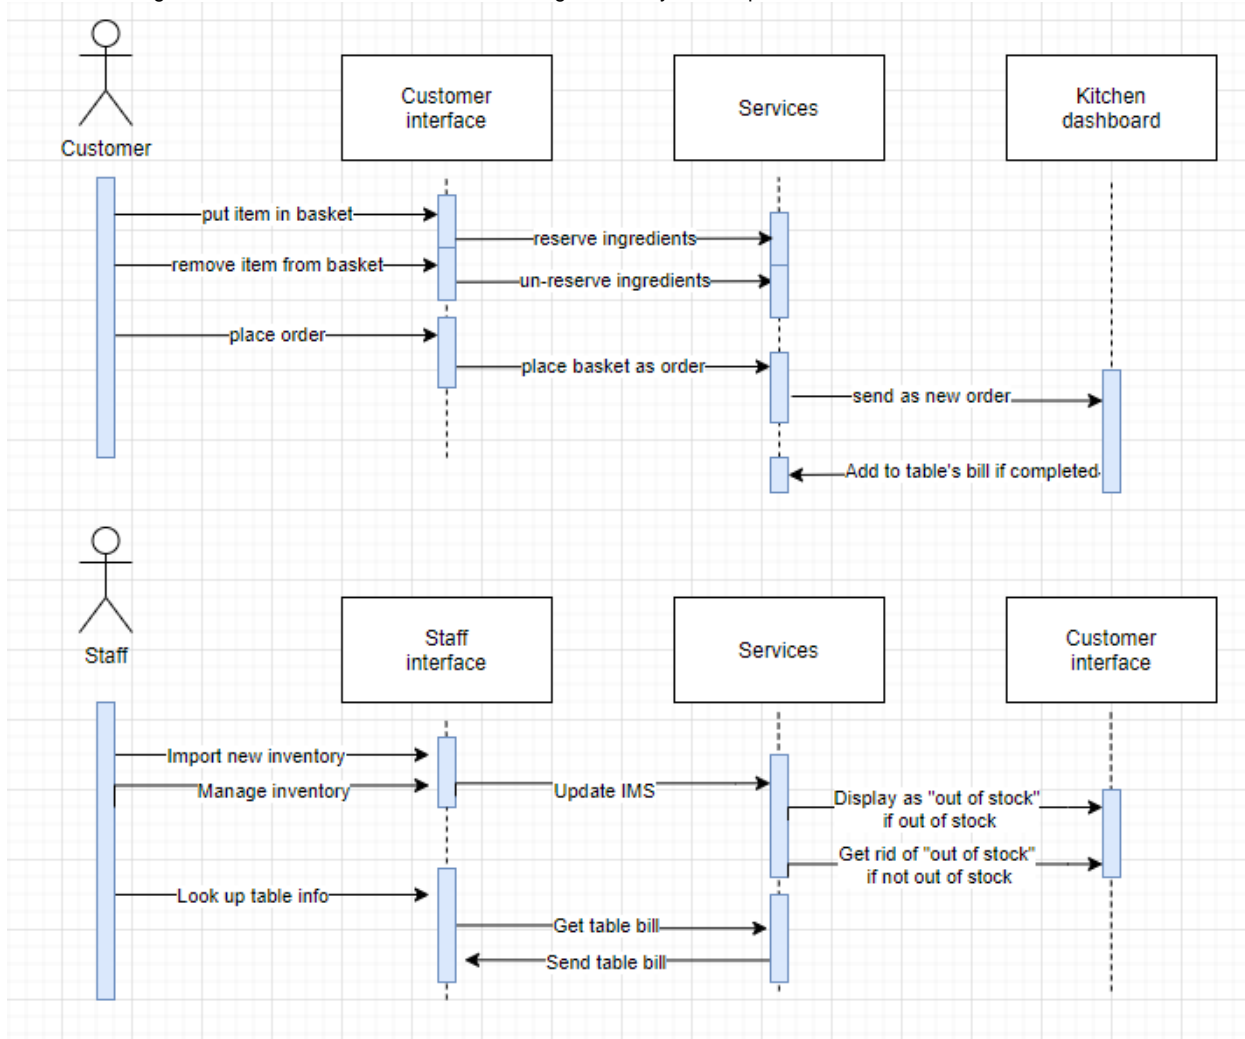 Customer
interface
Services
Kitchen
dashboard
Customer
put item in basket
reserve ingredients
remove item from basket
un-reserve ingredients
place order
place basket as order
send as new order
Add to table's bill if completed
Staff
interface
Services
Customer
interface
Staff
Import new inventory
Manage inventory
Update IMS
Display as "out of stock"
if out of stock
Get rid of "out of stock"
if not out of stock
Look up table info
Get table bill
Send table bill